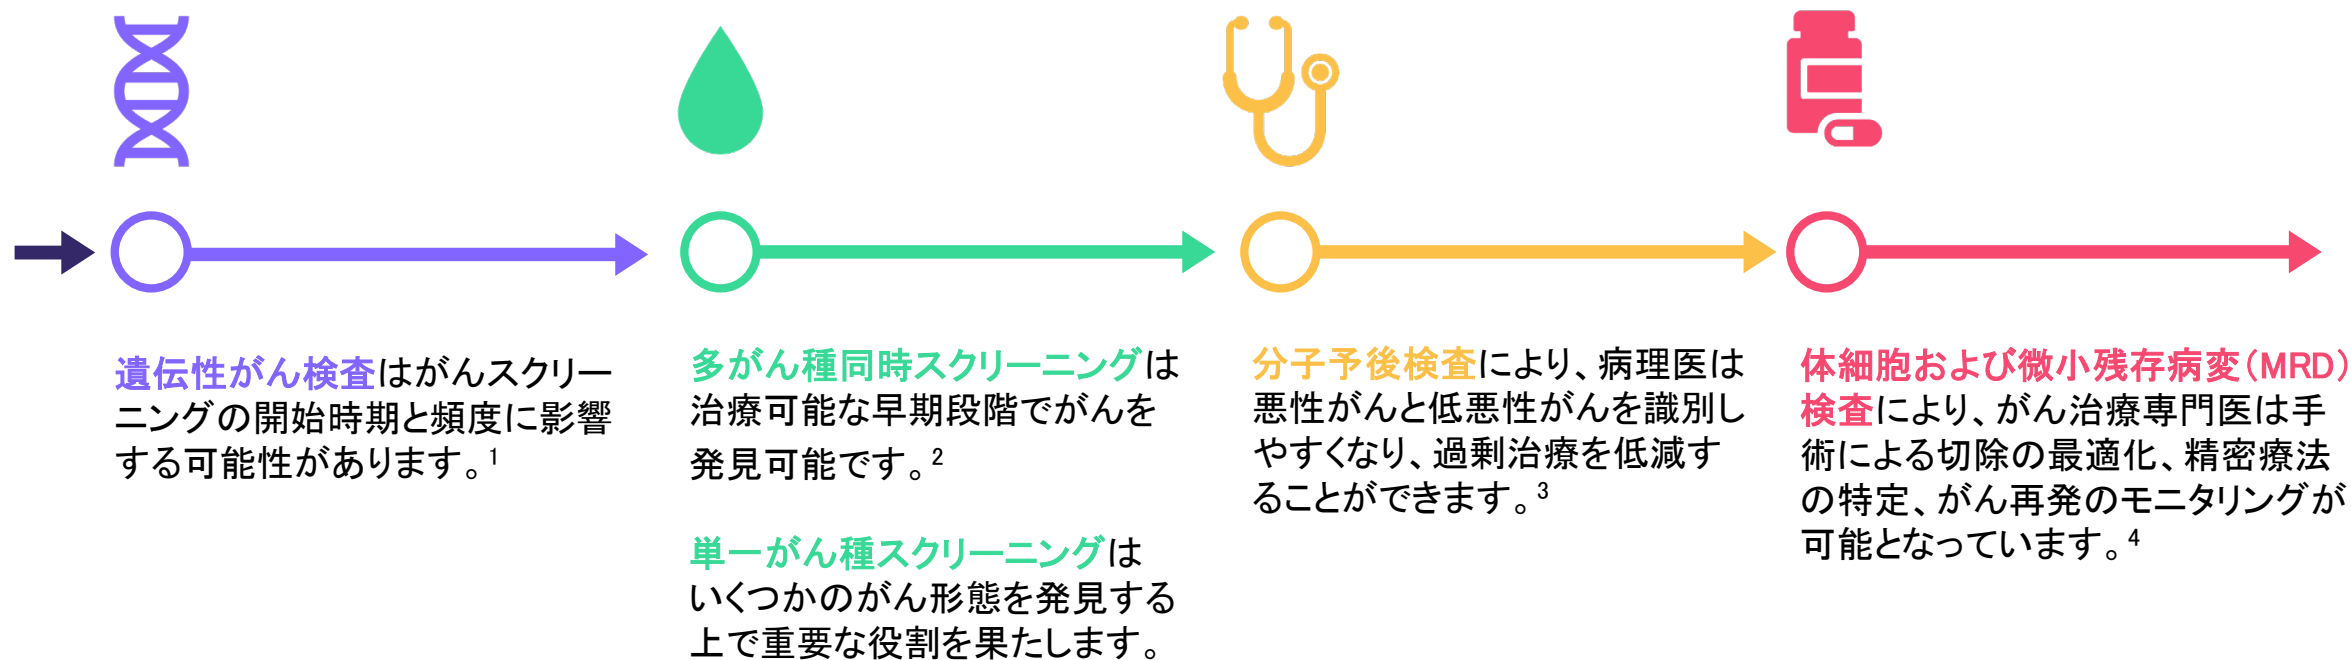 遺伝性がん検査はがんスクリー
ニングの開始時期と頻度に影響
する可能性があります。1
多がん種同時スクリーニングは
治療可能な早期段階でがんを
発見可能です。2
単一がん種スクリーニングは
いくつかのがん形態を発見する
上で重要な役割を果たします。
分子予後検査により、病理医は
悪性がんと低悪性がんを識別し
やすくなり、過剰治療を低減す
ることができます。3
体細胞および微小残存病変(MRD)
検査により、がん治療専門医は手
術による切除の最適化、精密療法
の特定、がん再発のモニタリングが
可能となっています。4